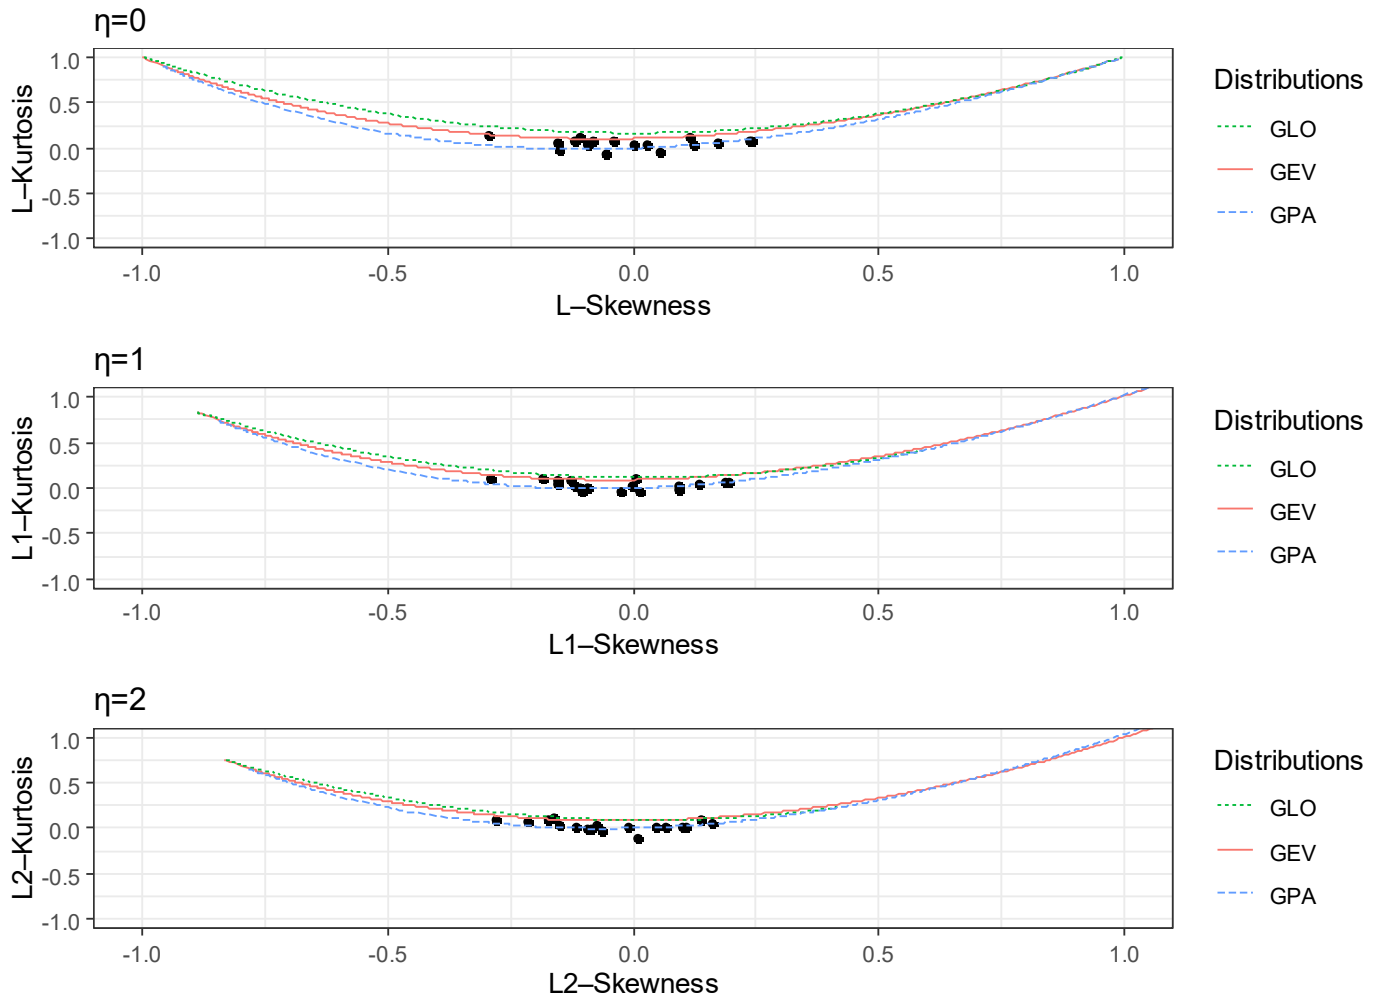 η=0
L–Kurtosis
1.0
0.5
0.0
-0.5
-1.0
-1.0 -0.5 0.0 0.5 1.0
L–Skewness
Distributions
GLO
GEV
GPA
η=1
L1–Kurtosis
1.0
0.5
0.0
-0.5
-1.0
-1.0 -0.5 0.0 0.5 1.0
L1–Skewness
Distributions
GLO
GEV
GPA
η=2
L2–Kurtosis
1.0
0.5
0.0
-0.5
-1.0
-1.0 -0.5 0.0 0.5 1.0
L2–Skewness
Distributions
GLO
GEV
GPA